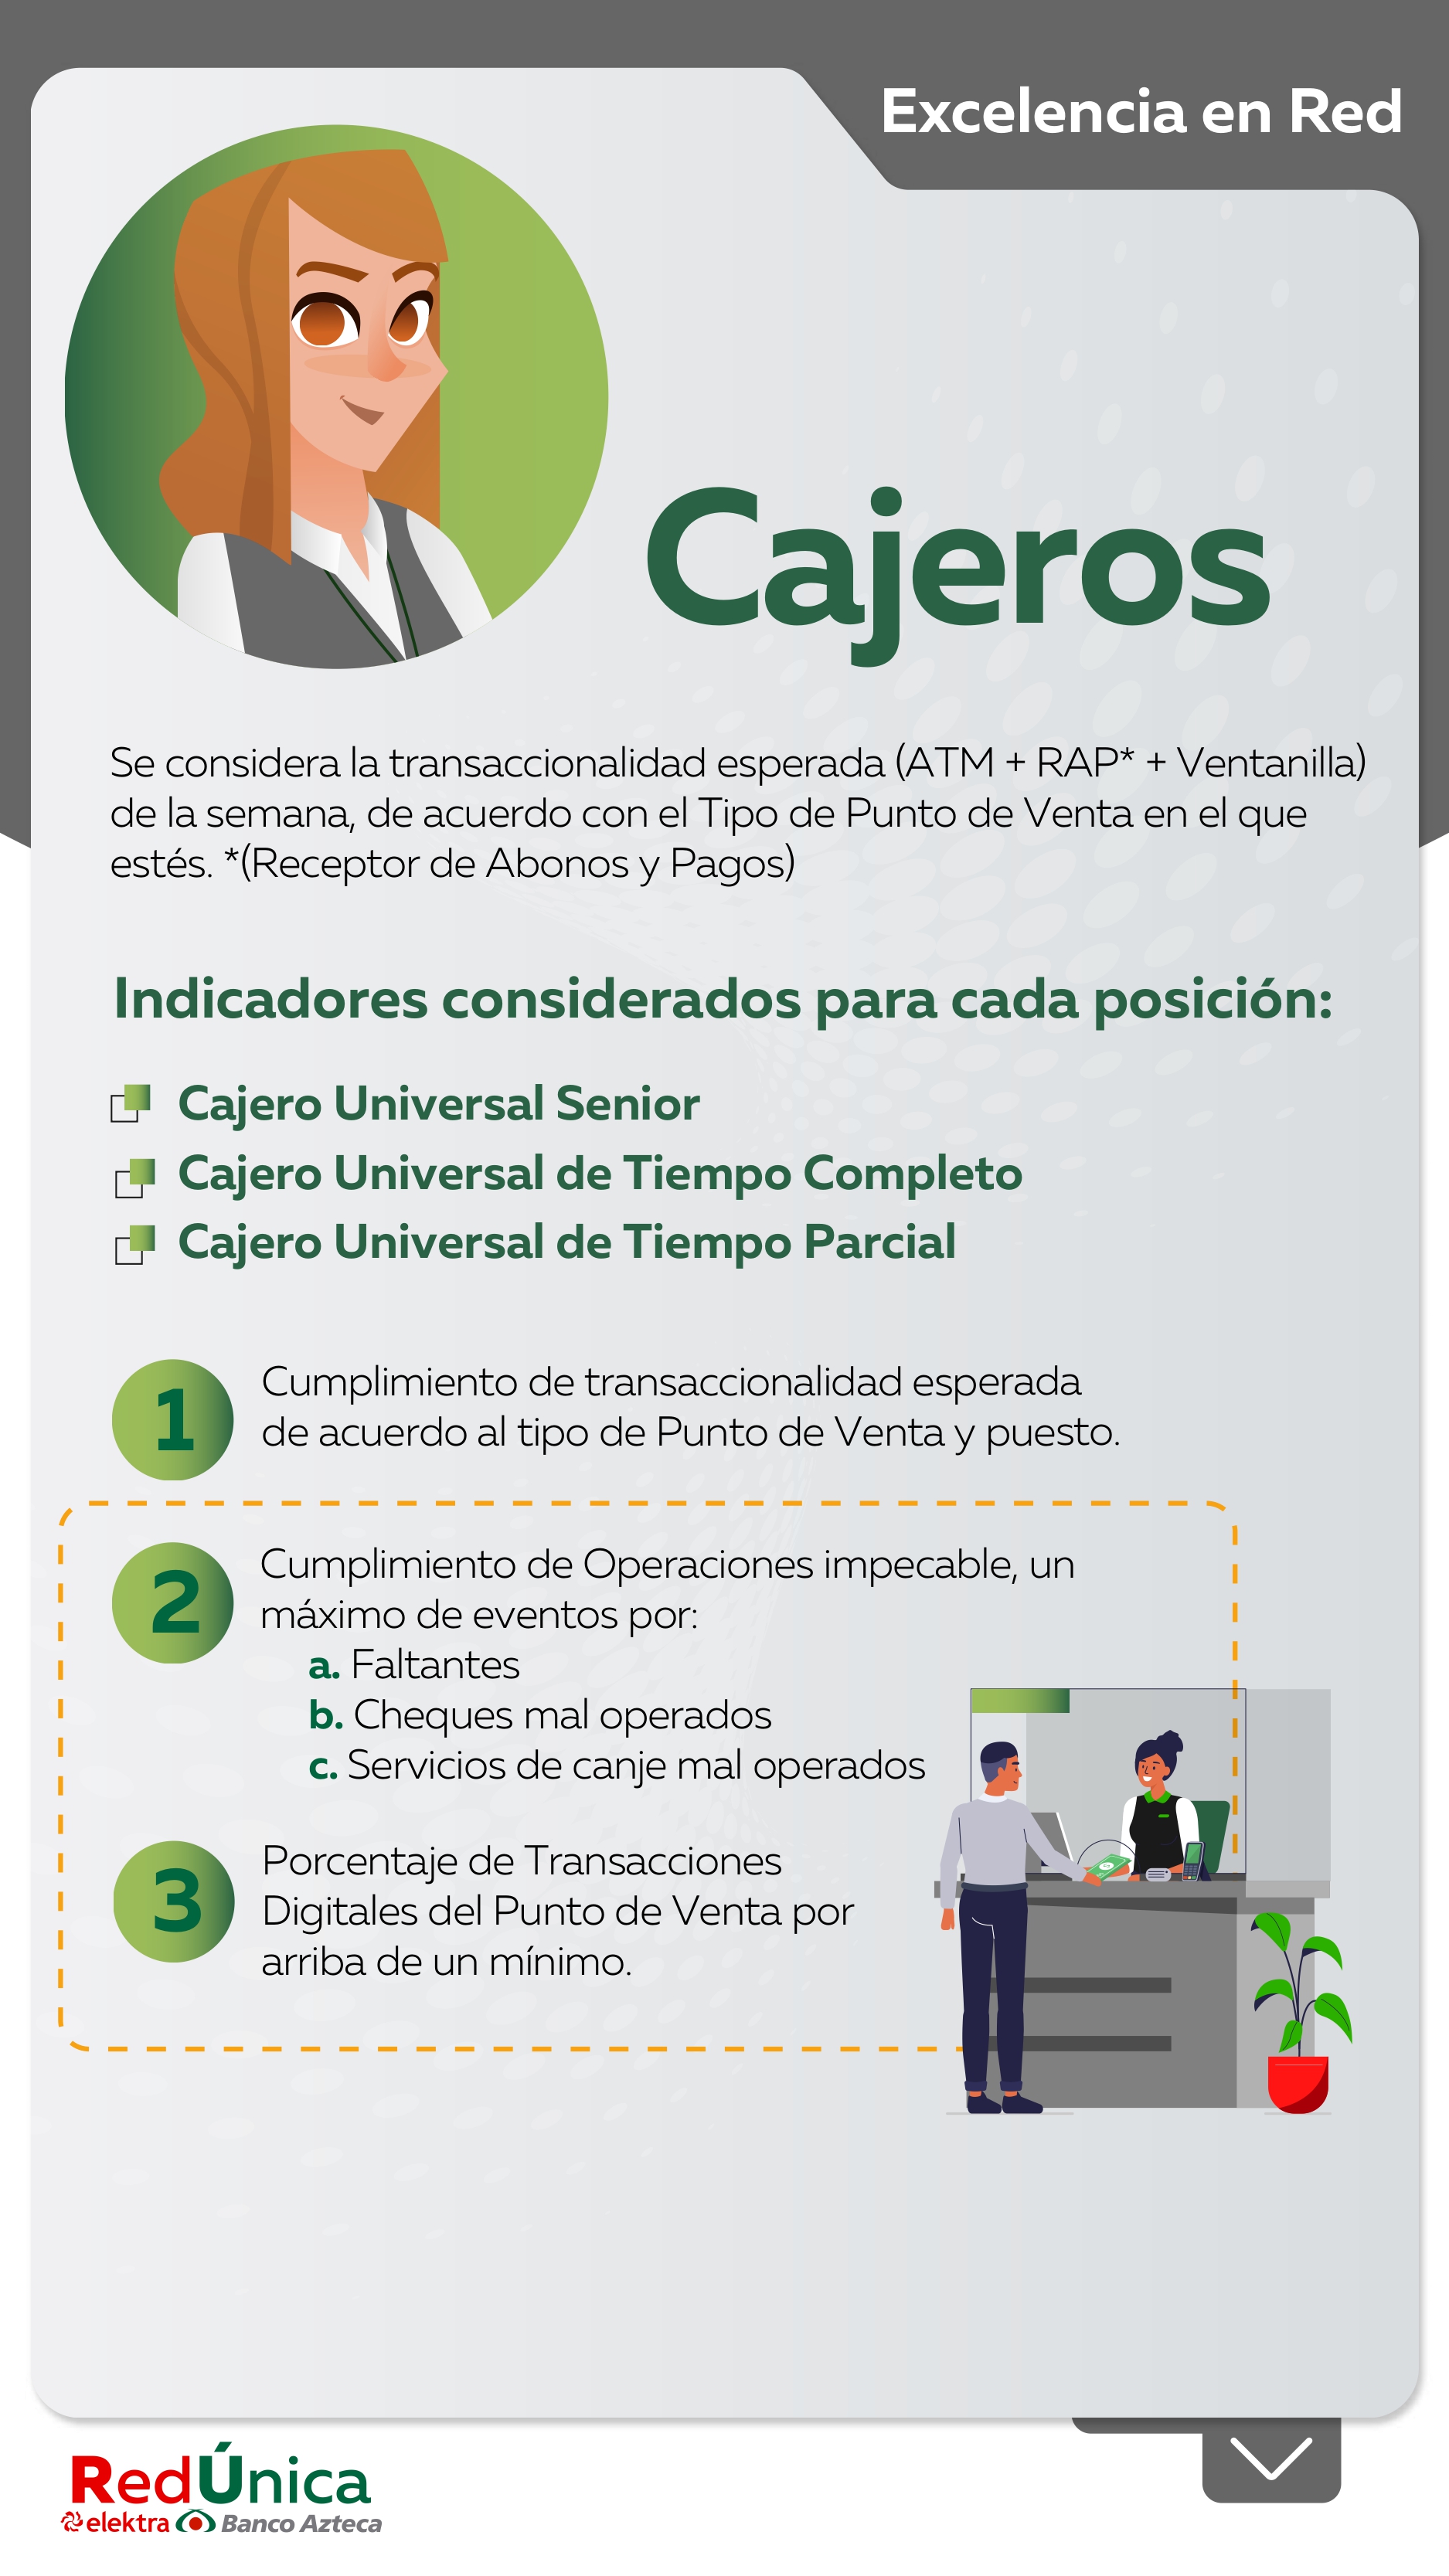 Excelencia en Red
Cajeros
Se considera la transaccionalidad esperada (ATM + RAP* + Ventanilla)
de la semana, de acuerdo con el Tipo de Punto de Venta en el que
estés. *(Receptor de Abonos y Pagos)
Indicadores considerados para cada posición:
Cajero Universal Senior
Cajero Universal de Tiempo Completo
Cajero Universal de Tiempo Parcial
1
Cumplimiento de transaccionalidad esperada
de acuerdo al tipo de Punto de Venta y puesto.
2
Cumplimiento de Operaciones impecable, un
máximo de eventos por:
a. Faltantes
b. Cheques mal operados
c. Servicios de canje mal operados
3
Porcentaje de Transacciones
Digitales del Punto de Venta por
arriba de un mínimo.
RedÚnica
elektra Banco Azteca